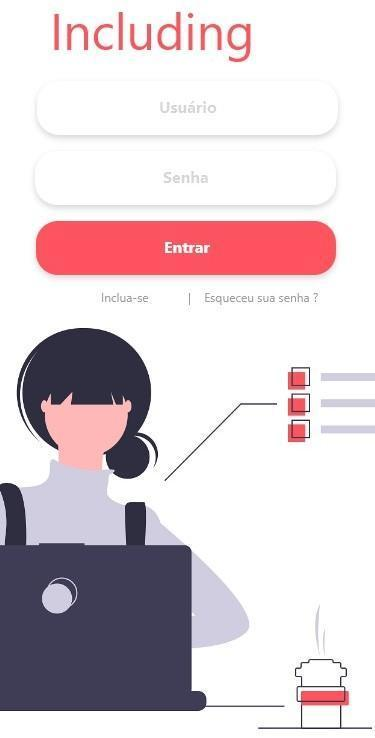 Including
Usuário
Senha
Entrar
Inclua-se | Esqueceu sua senha ?